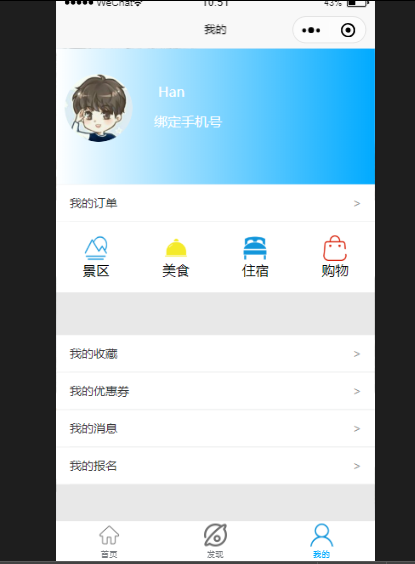 ●●●●● WeChat 10:51 43%
我的
Han
绑定手机号
我的订单 >
景区 美食 住宿 购物
我的收藏 >
我的优惠券 >
我的消息 >
我的报名 >
首页 发现 我的